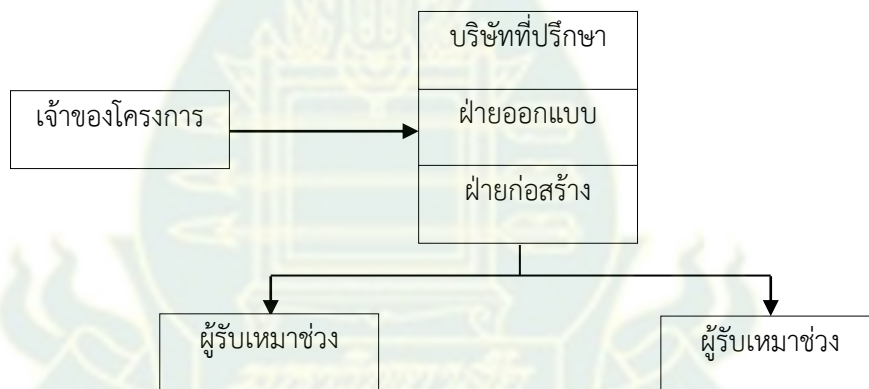 บริษัทที่ปรึกษา
เจ้าของโครงการ
ฝ่ายออกแบบ
ฝ่ายก่อสร้าง
ผู้รับเหมาช่วง
ผู้รับเหมาช่วง